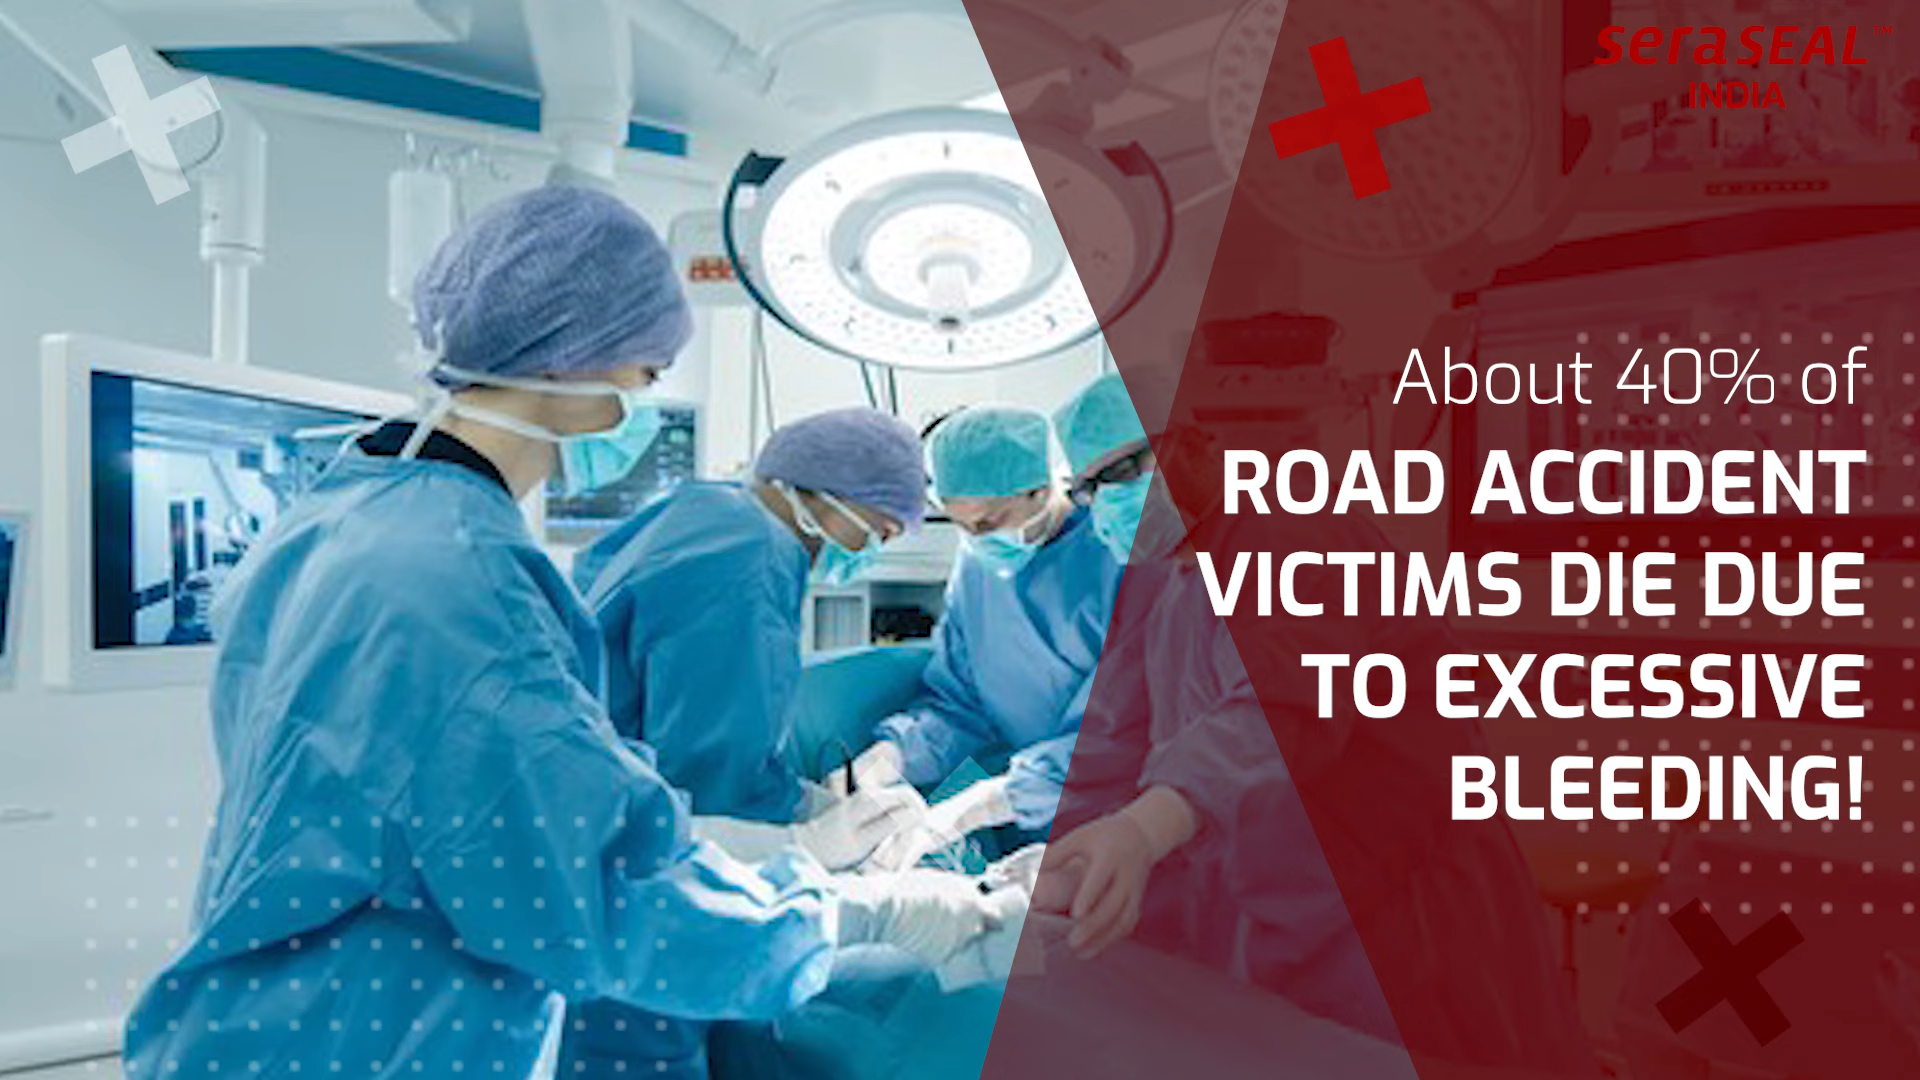 seraSEAL™
INDIA
About 40% of
ROAD ACCIDENT
VICTIMS DIE DUE
TO EXCESSIVE
BLEEDING!